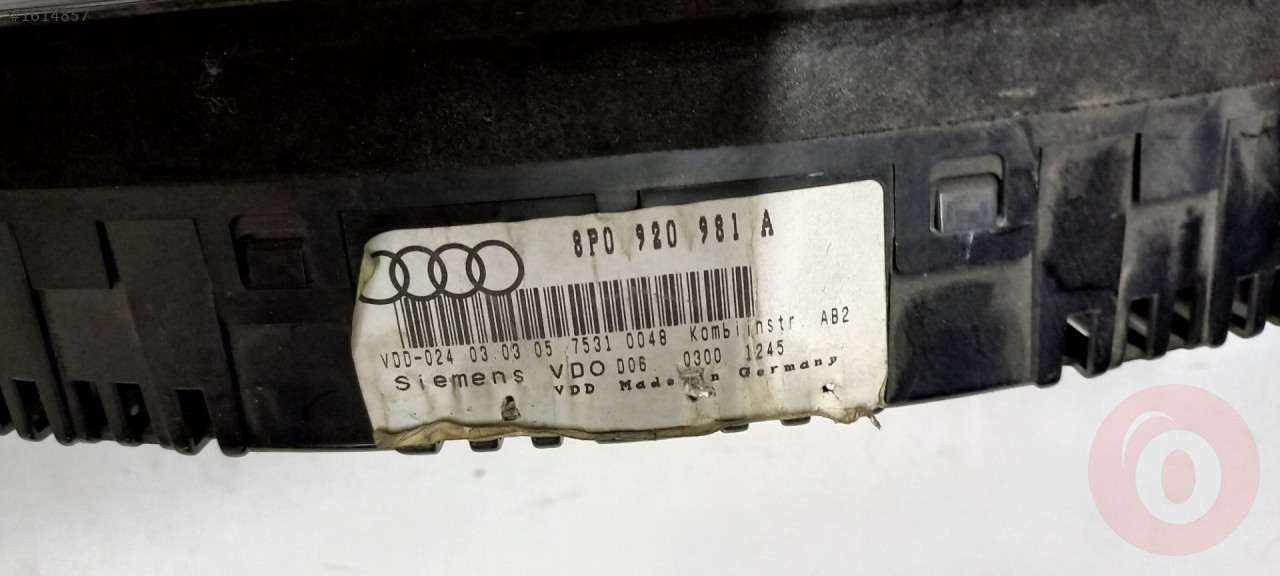 #1614857
8P0 920 981 A
VDD-024 03.03.05 7531 0048 Kombiinstr. AB2
Siemens VDO D06 0300 1245
VDD Made in Germany